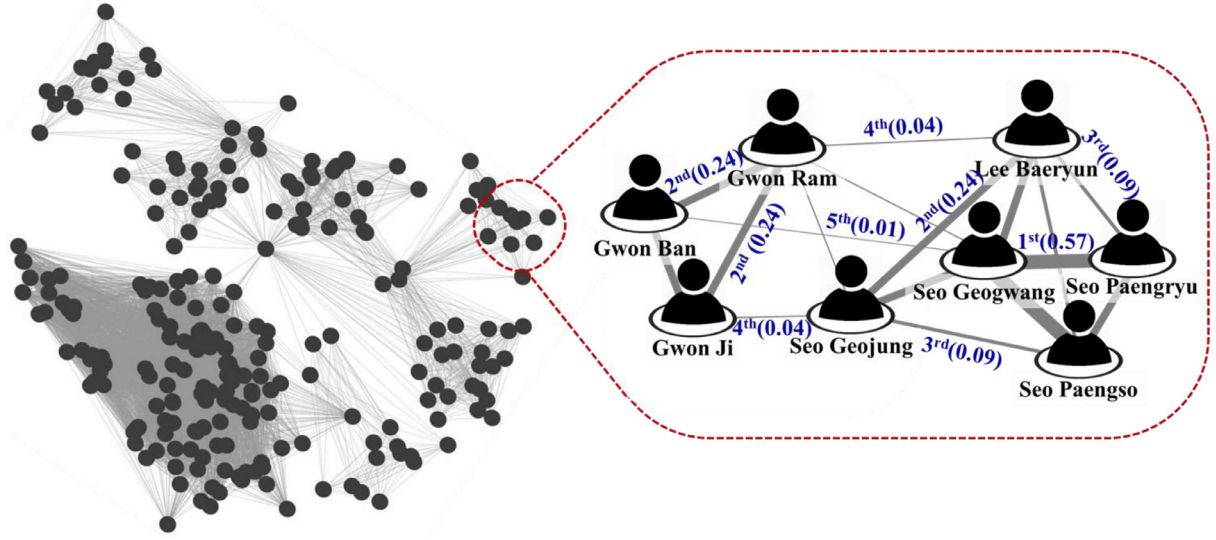 4th(0.04)
3rd(0.09)
2nd(0.24)
Gwon Ram
Lee Baeryun
2nd(0.24)
2nd(0.24)
5th(0.01)
Gwon Ban
1st(0.57)
Seo Geogwang
Seo Paengryu
4th(0.04)
Gwon Ji
Seo Geojung
3rd(0.09)
Seo Paengso